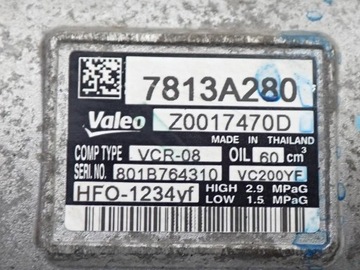 7813A280
Valeo Z0017470D
MADE IN THAILAND
COMP TYPE VCR-08 OIL 60 cm³
SERI. NO. 801B764310 VC200YF
HFO-1234yf HIGH 2.9 MPaG
LOW 1.5 MPaG